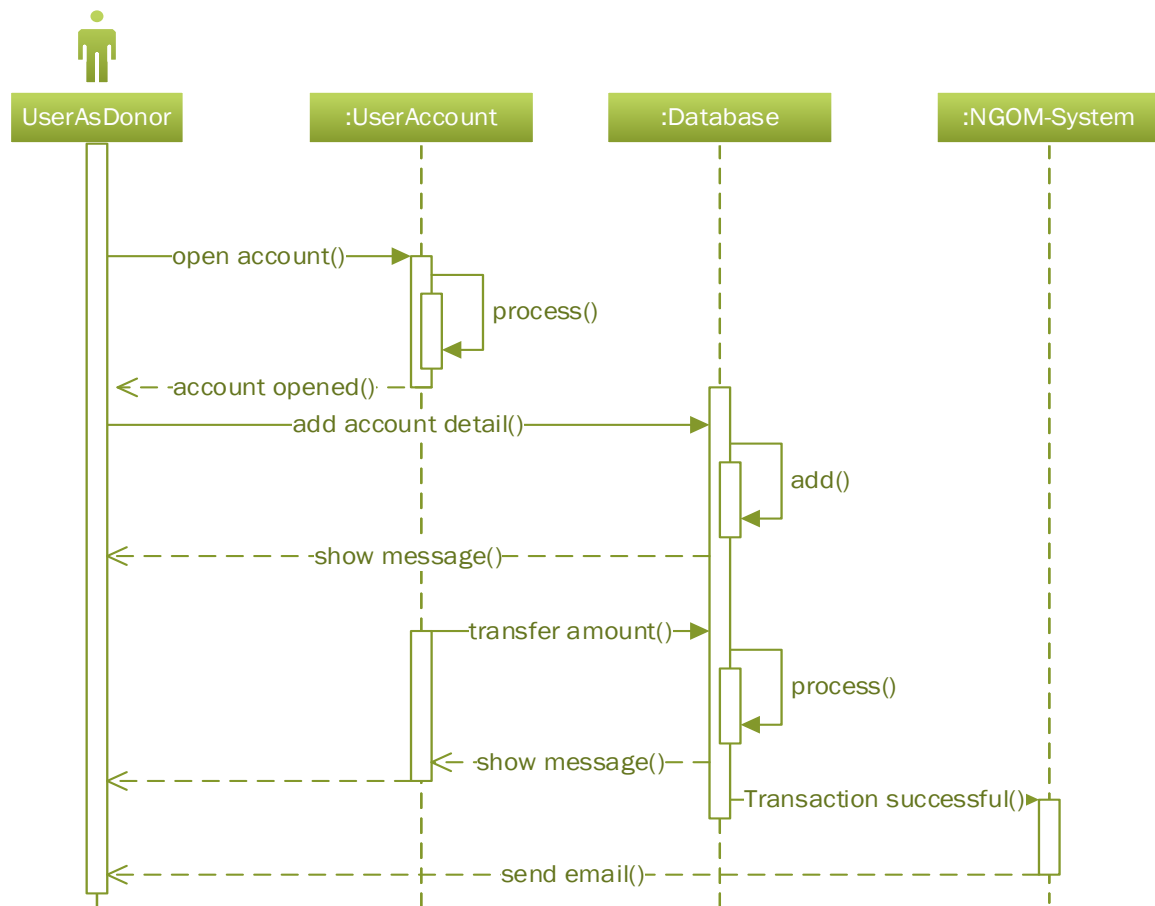 UserAsDonor
:UserAccount
:Database
:NGOM-System
open account()
process()
account opened()
add account detail()
add()
show message()
transfer amount()
process()
show message()
Transaction successful()
send email()